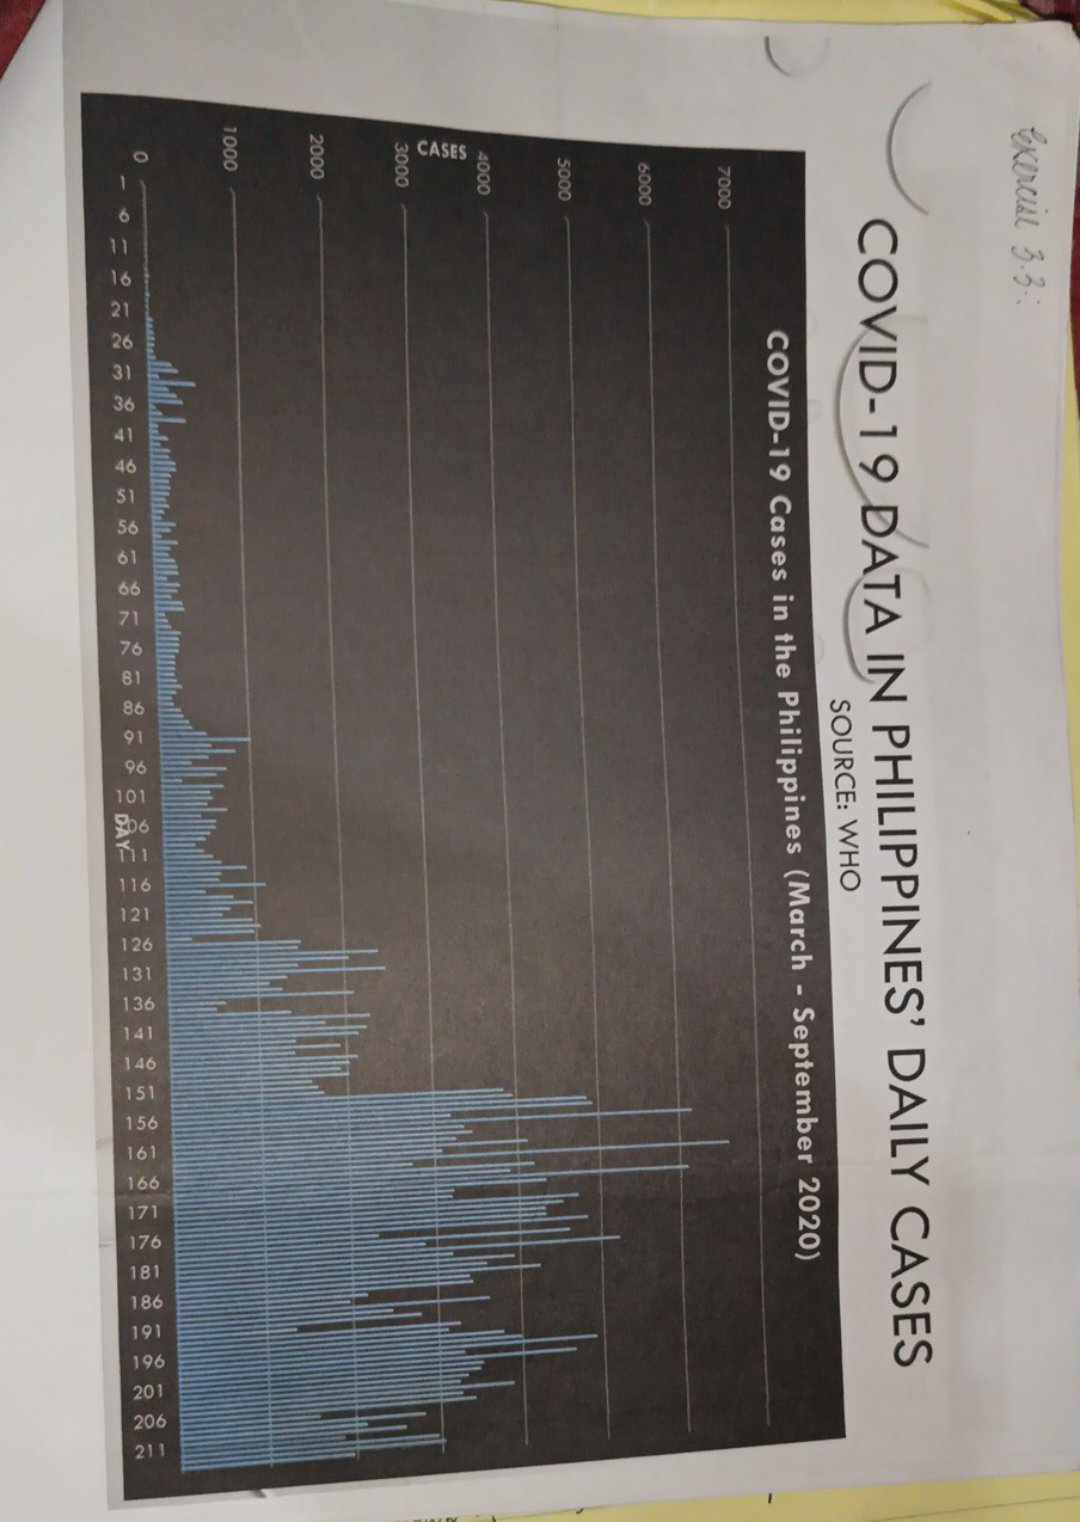 Exercise 3.3:
COVID-19 DATA IN PHILIPPINES' DAILY CASES
SOURCE: WHO
COVID-19 Cases in the Philippines (March - September 2020)
7000
6000
5000
4000
CASES
3000
2000
1000
0
1 6 11 16 21 26 31 36 41 46 51 56 61 66 71 76 81 86 91 96 101 106 111 116 121 126 131 136 141 146 151 156 161 166 171 176 181 186 191 196 201 206 211
DAY